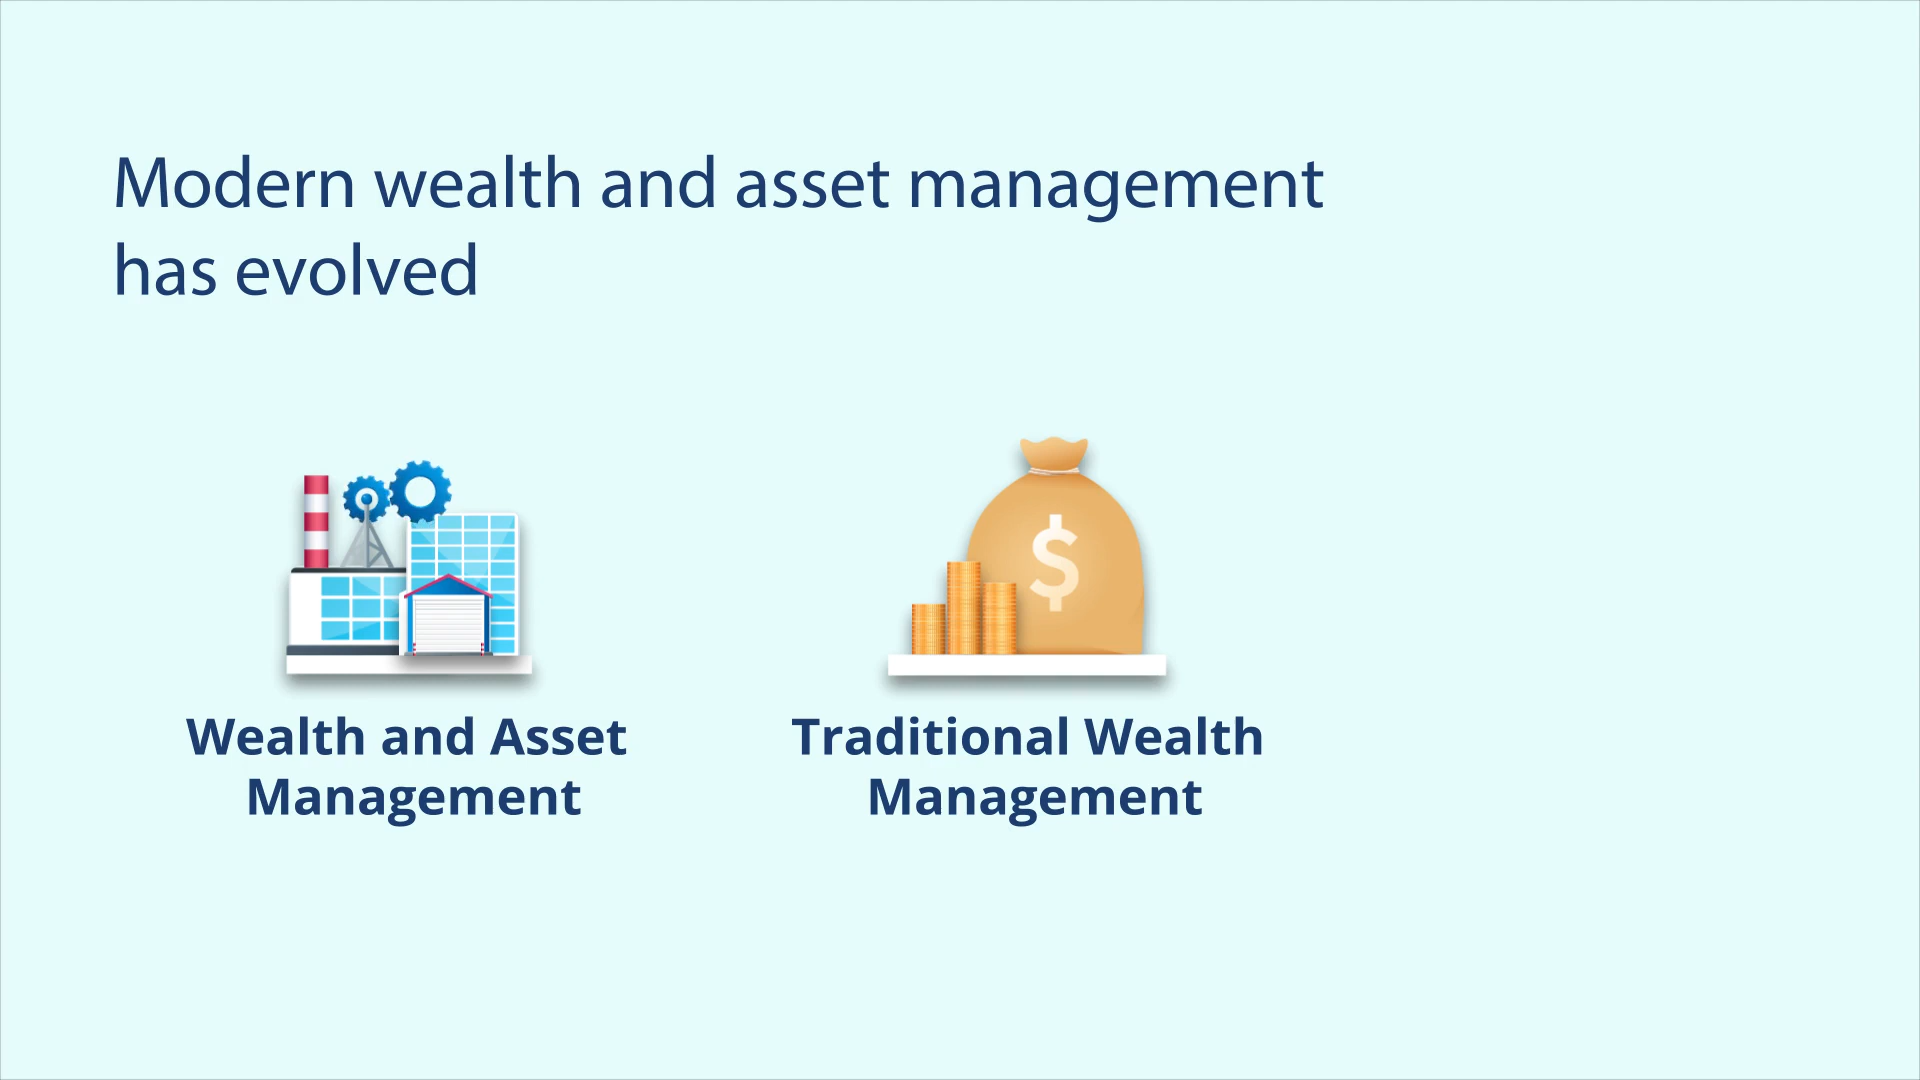 Modern wealth and asset management
has evolved
$
Wealth and Asset
Management
Traditional Wealth
Management